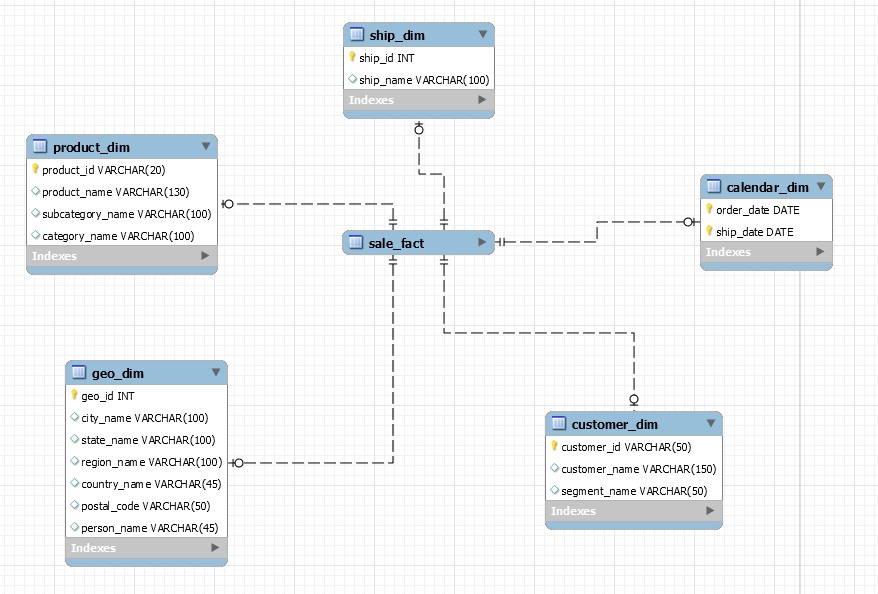 ship_dim
ship_id INT
ship_name VARCHAR(100)
Indexes
product_dim
product_id VARCHAR(20)
product_name VARCHAR(130)
subcategory_name VARCHAR(100)
category_name VARCHAR(100)
Indexes
calendar_dim
order_date DATE
ship_date DATE
Indexes
sale_fact
geo_dim
geo_id INT
city_name VARCHAR(100)
state_name VARCHAR(100)
region_name VARCHAR(100)
country_name VARCHAR(45)
postal_code VARCHAR(50)
person_name VARCHAR(45)
Indexes
customer_dim
customer_id VARCHAR(50)
customer_name VARCHAR(150)
segment_name VARCHAR(50)
Indexes